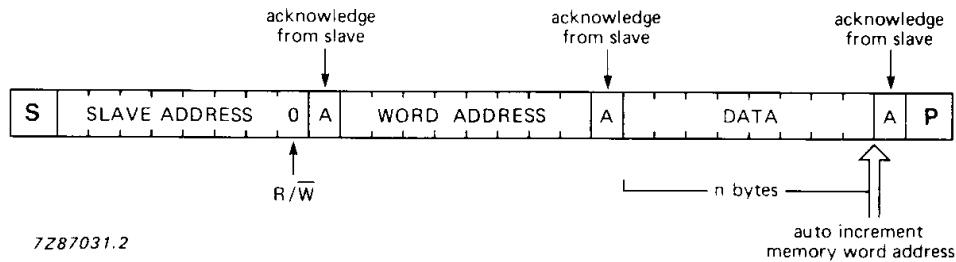 acknowledge
from slave
acknowledge
from slave
acknowledge
from slave
S SLAVE ADDRESS 0 A WORD ADDRESS A DATA A P
R/W̅
n bytes
auto increment
memory word address
7Z87031.2